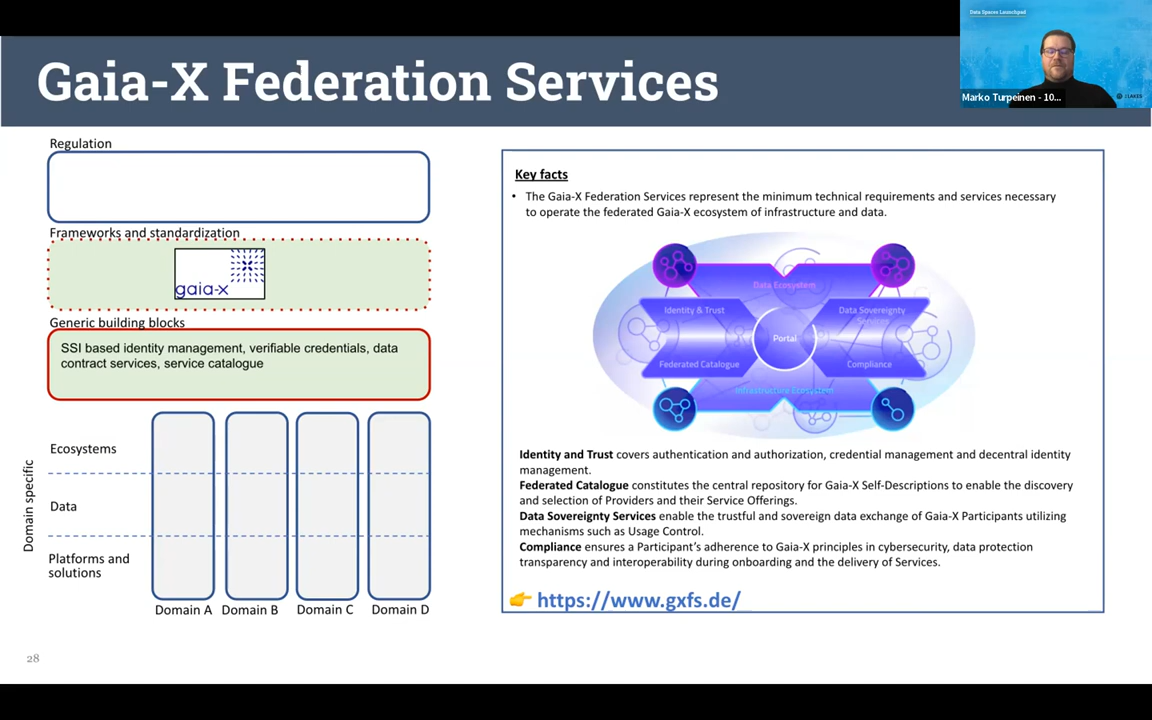 Data Spaces Launchpad
Marko Turpeinen - 10...
Gaia-X Federation Services
Regulation
Frameworks and standardization
gaia-x
Generic building blocks
SSI based identity management, verifiable credentials, data
contract services, service catalogue
Domain specific
Ecosystems
Data
Platforms and
solutions
Domain A
Domain B
Domain C
Domain D
Key facts
• The Gaia-X Federation Services represent the minimum technical requirements and services necessary
to operate the federated Gaia-X ecosystem of infrastructure and data.
Data Ecosystem
Identity & Trust
Data Sovereignty
Services
Portal
Federated Catalogue
Compliance
Infrastructure Ecosystem
Identity and Trust covers authentication and authorization, credential management and decentral identity
management.
Federated Catalogue constitutes the central repository for Gaia-X Self-Descriptions to enable the discovery
and selection of Providers and their Service Offerings.
Data Sovereignty Services enable the trustful and sovereign data exchange of Gaia-X Participants utilizing
mechanisms such as Usage Control.
Compliance ensures a Participant's adherence to Gaia-X principles in cybersecurity, data protection
transparency and interoperability during onboarding and the delivery of Services.
👉 https://www.gxfs.de/
28